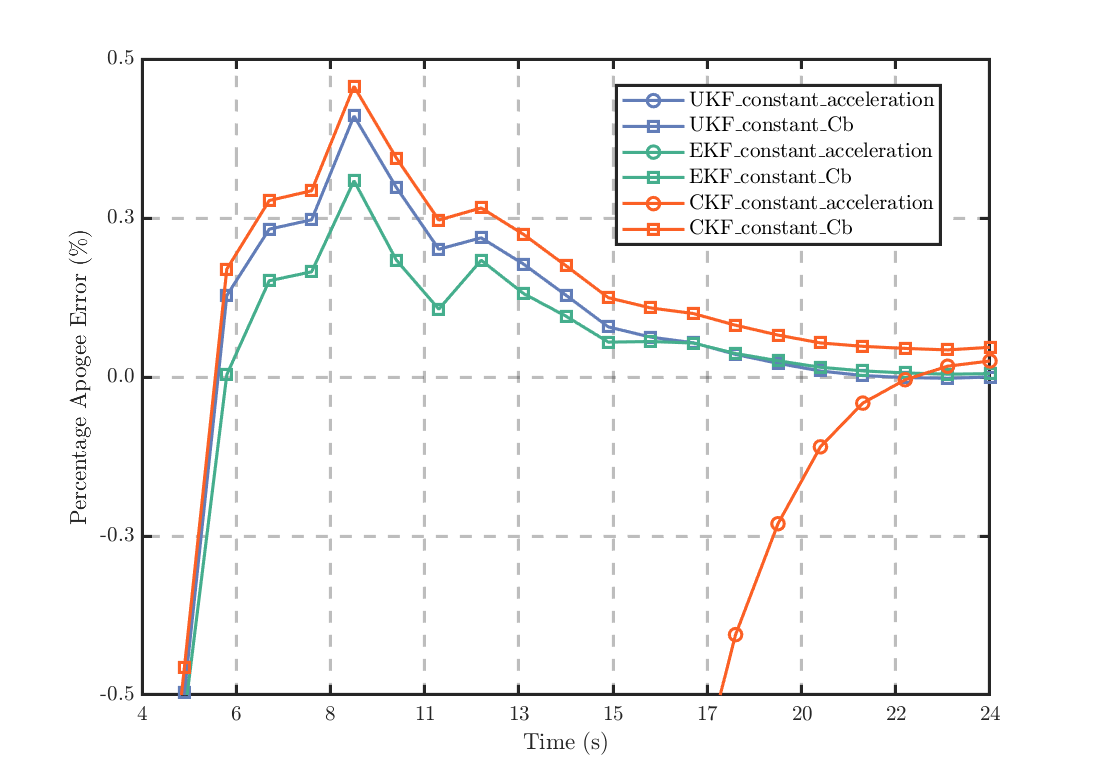 0.5
0.3
0.0
-0.3
-0.5
Percentage Apogee Error (%)
UKF_constant_acceleration
UKF_constant_Cb
EKF_constant_acceleration
EKF_constant_Cb
CKF_constant_acceleration
CKF_constant_Cb
4 6 8 11 13 15 17 20 22 24
Time (s)